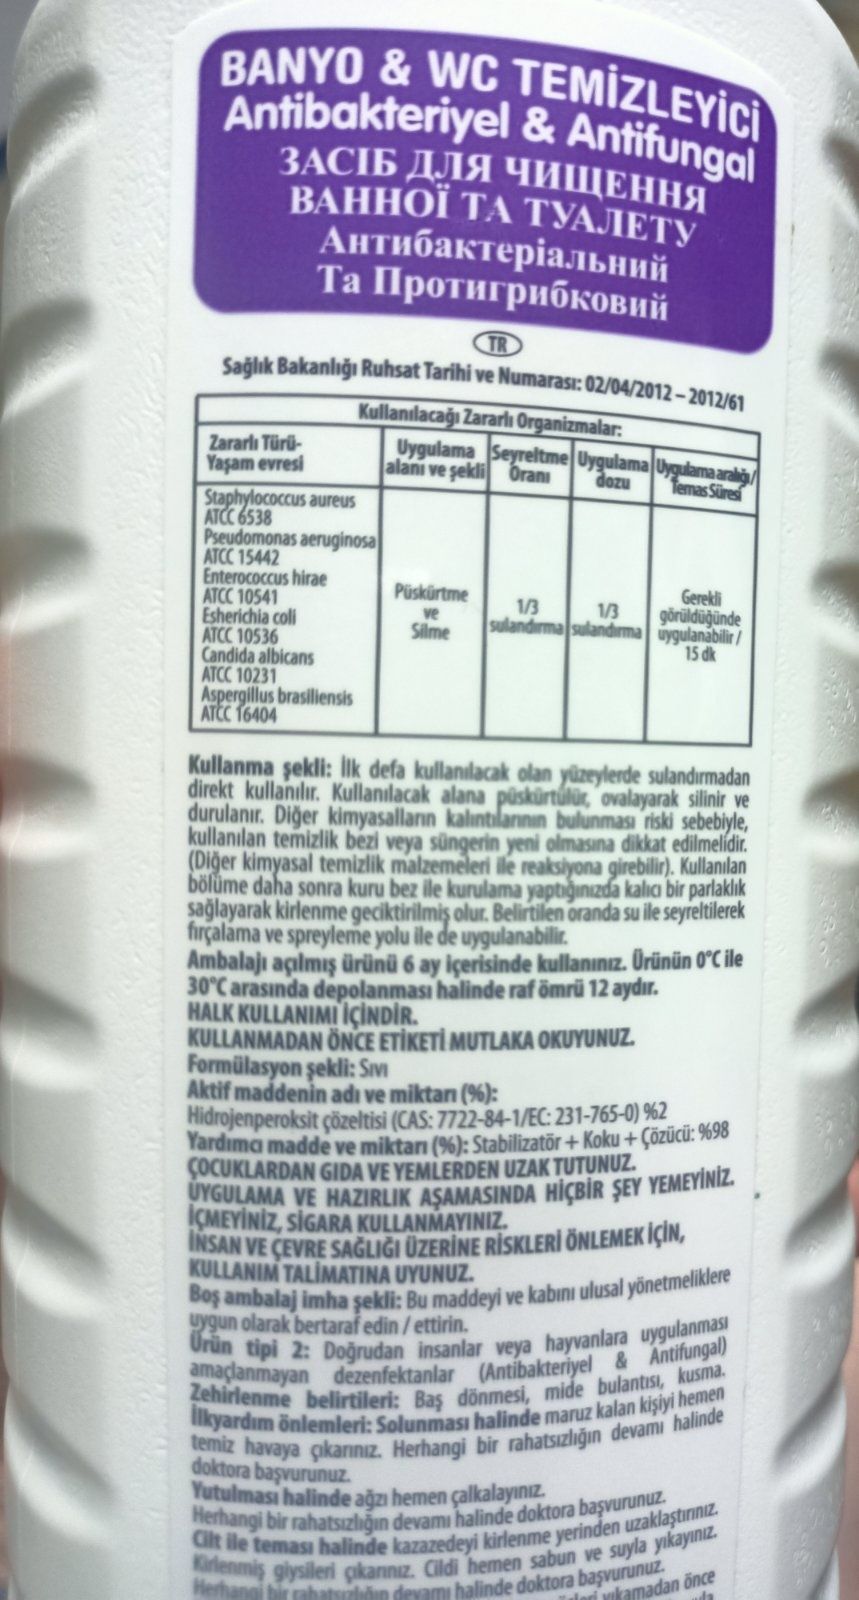 BANYO & WC TEMİZLEYİCİ
Antibakteriyel & Antifungal
ЗАСІБ ДЛЯ ЧИЩЕННЯ
ВАННОЇ ТА ТУАЛЕТУ
Антибактеріальний
Та Протигрибковий
TR
Sağlık Bakanlığı Ruhsat Tarihi ve Numarası: 02/04/2012 – 2012/61
Kullanılacağı Zararlı Organizmalar:
Zararlı Türü-
Yaşam evresi
Uygulama
alanı ve şekli
Seyreltme
Oranı
Uygulama
dozu
Uygulama aralığı/
Temas Süresi
Staphylococcus aureus
ATCC 6538
Pseudomonas aeruginosa
ATCC 15442
Enterococcus hirae
ATCC 10541
Esherichia coli
ATCC 10536
Candida albicans
ATCC 10231
Aspergillus brasiliensis
ATCC 16404
Püskürtme
ve
Silme
1/3
sulandırma
1/3
sulandırma
Gerekli
görüldüğünde
uygulanabilir /
15 dk
Kullanma şekli: İlk defa kullanılacak olan yüzeylerde sulandırmadan
direkt kullanılır. Kullanılacak alana püskürtülür, ovalayarak silinir ve
durulanır. Diğer kimyasalların kalıntılarının bulunması riski sebebiyle,
kullanılan temizlik bezi veya süngerin yeni olmasına dikkat edilmelidir.
(Diğer kimyasal temizlik malzemeleri ile reaksiyona girebilir). Kullanılan
bölüme daha sonra kuru bez ile kurulama yaptığınızda kalıcı bir parlaklık
sağlayarak kirlenme geciktirilmiş olur. Belirtilen oranda su ile seyreltilerek
fırçalama ve spreyleme yolu ile de uygulanabilir.
Ambalajı açılmış ürünü 6 ay içerisinde kullanınız. Ürünün 0°C ile
30°C arasında depolanması halinde raf ömrü 12 aydır.
HALK KULLANIMI İÇİNDİR.
KULLANMADAN ÖNCE ETİKETİ MUTLAKA OKUYUNUZ.
Formülasyon şekli: Sıvı
Aktif maddenin adı ve miktarı (%):
Hidrojenperoksit çözeltisi (CAS: 7722-84-1/EC: 231-765-0) %2
Yardımcı madde ve miktarı (%): Stabilizatör + Koku + Çözücü: %98
ÇOCUKLARDAN GIDA VE YEMLERDEN UZAK TUTUNUZ.
UYGULAMA VE HAZIRLIK AŞAMASINDA HİÇBİR ŞEY YEMEYİNİZ.
İÇMEYİNİZ, SİGARA KULLANMAYINIZ.
İNSAN VE ÇEVRE SAĞLIĞI ÜZERİNE RİSKLERİ ÖNLEMEK İÇİN,
KULLANIM TALİMATINA UYUNUZ.
Boş ambalaj imha şekli: Bu maddeyi ve kabını ulusal yönetmeliklere
uygun olarak bertaraf edin / ettirin.
Ürün tipi 2: Doğrudan insanlar veya hayvanlara uygulanması
amaçlanmayan dezenfektanlar (Antibakteriyel & Antifungal)
Zehirlenme belirtileri: Baş dönmesi, mide bulantısı, kusma.
İlkyardım önlemleri: Solunması halinde maruz kalan kişiyi hemen
temiz havaya çıkarınız. Herhangi bir rahatsızlığın devamı halinde
doktora başvurunuz.
Yutulması halinde ağzı hemen çalkalayınız.
Herhangi bir rahatsızlığın devamı halinde doktora başvurunuz.
Cilt ile teması halinde kazazedeyi kirlenme yerinden uzaklaştırınız.
Kirlenmiş giysileri çıkarınız. Cildi hemen sabun ve suyla yıkayınız.
Herhangi bir rahatsızlığın devamı halinde doktora başvurunuz.
yıkamadan önce